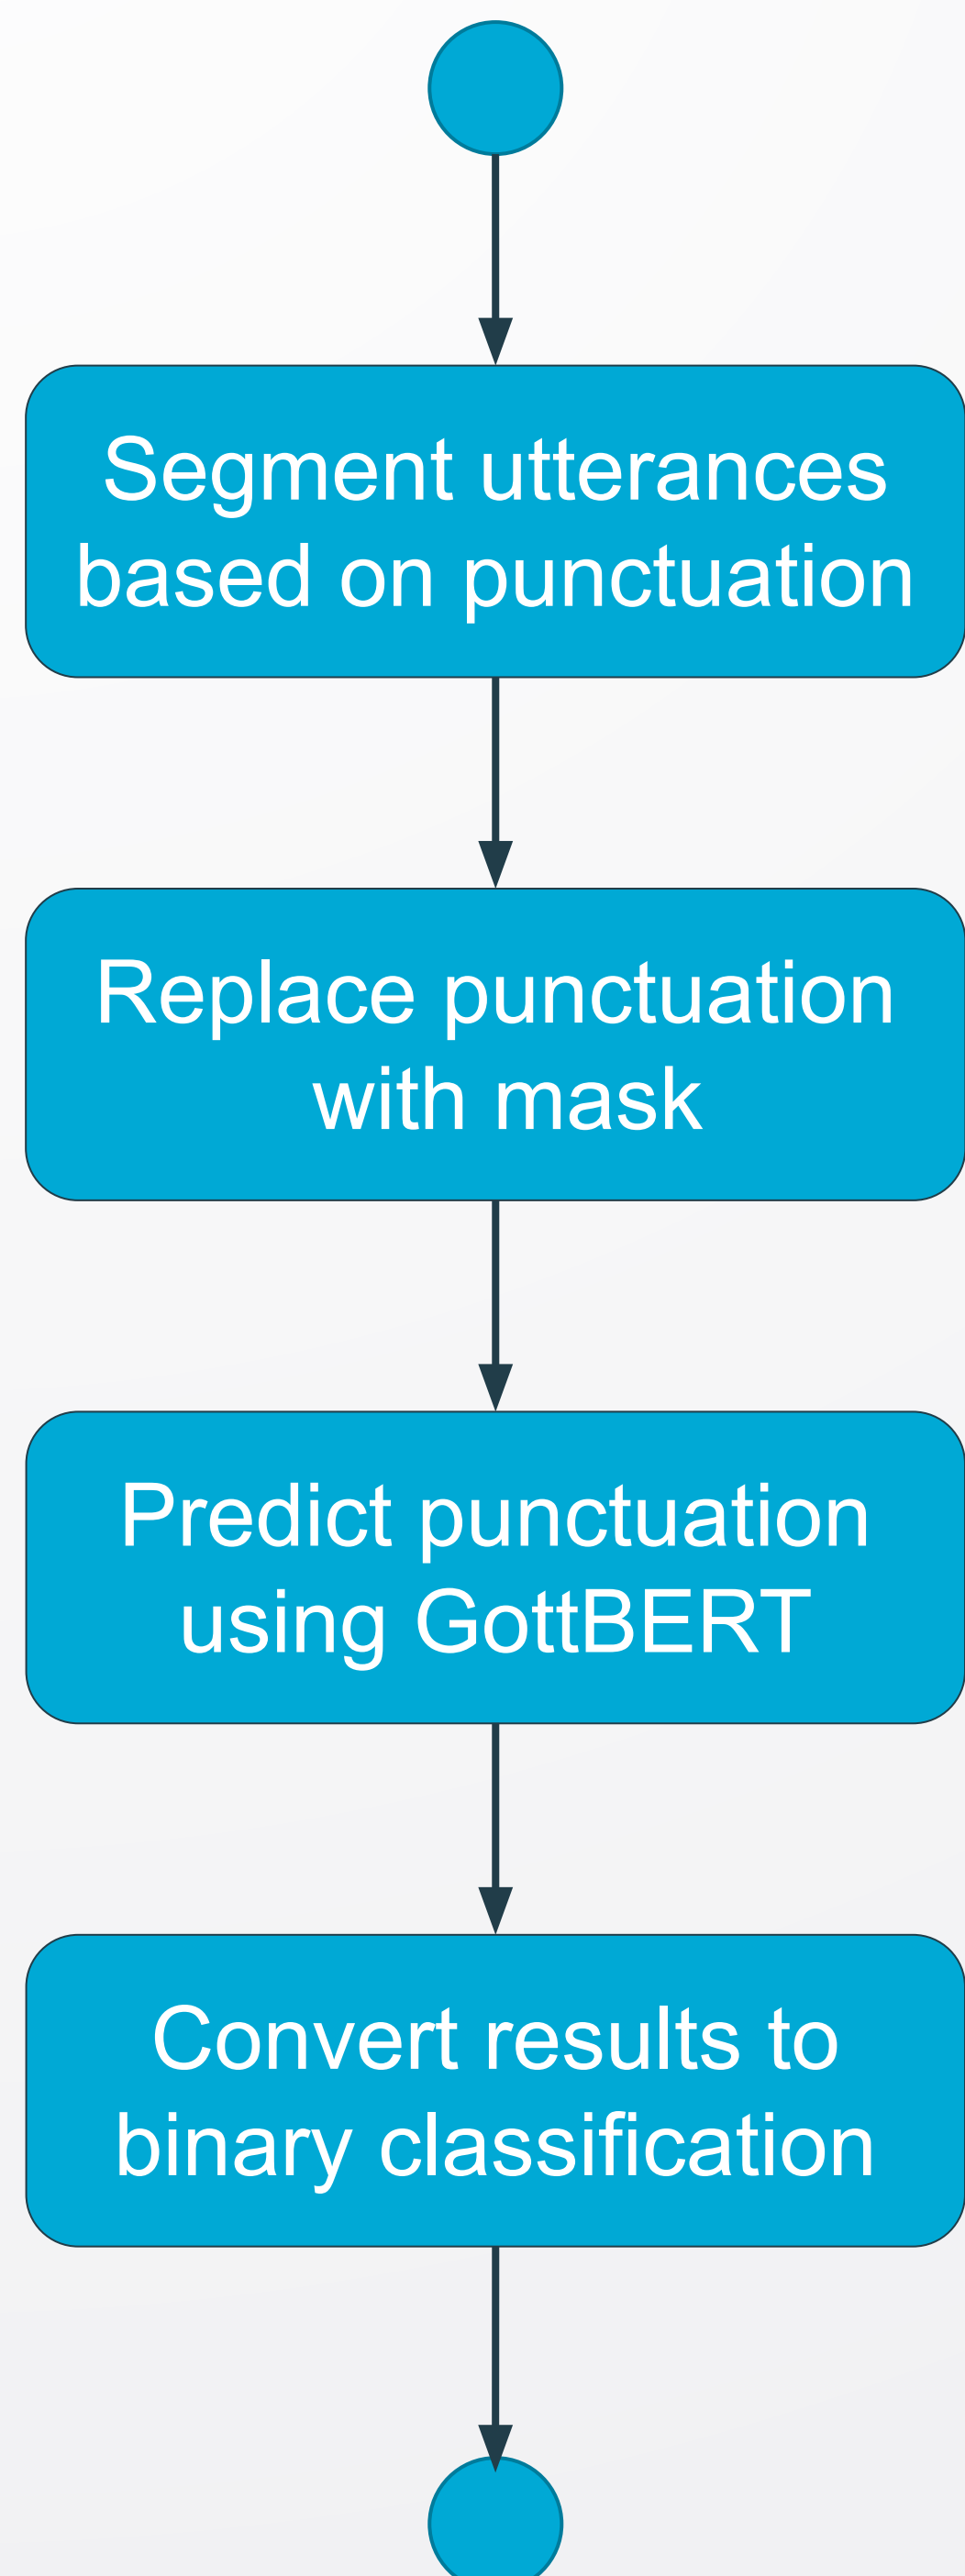 Segment utterances
based on punctuation
Replace punctuation
with mask
Predict punctuation
using GottBERT
Convert results to
binary classification